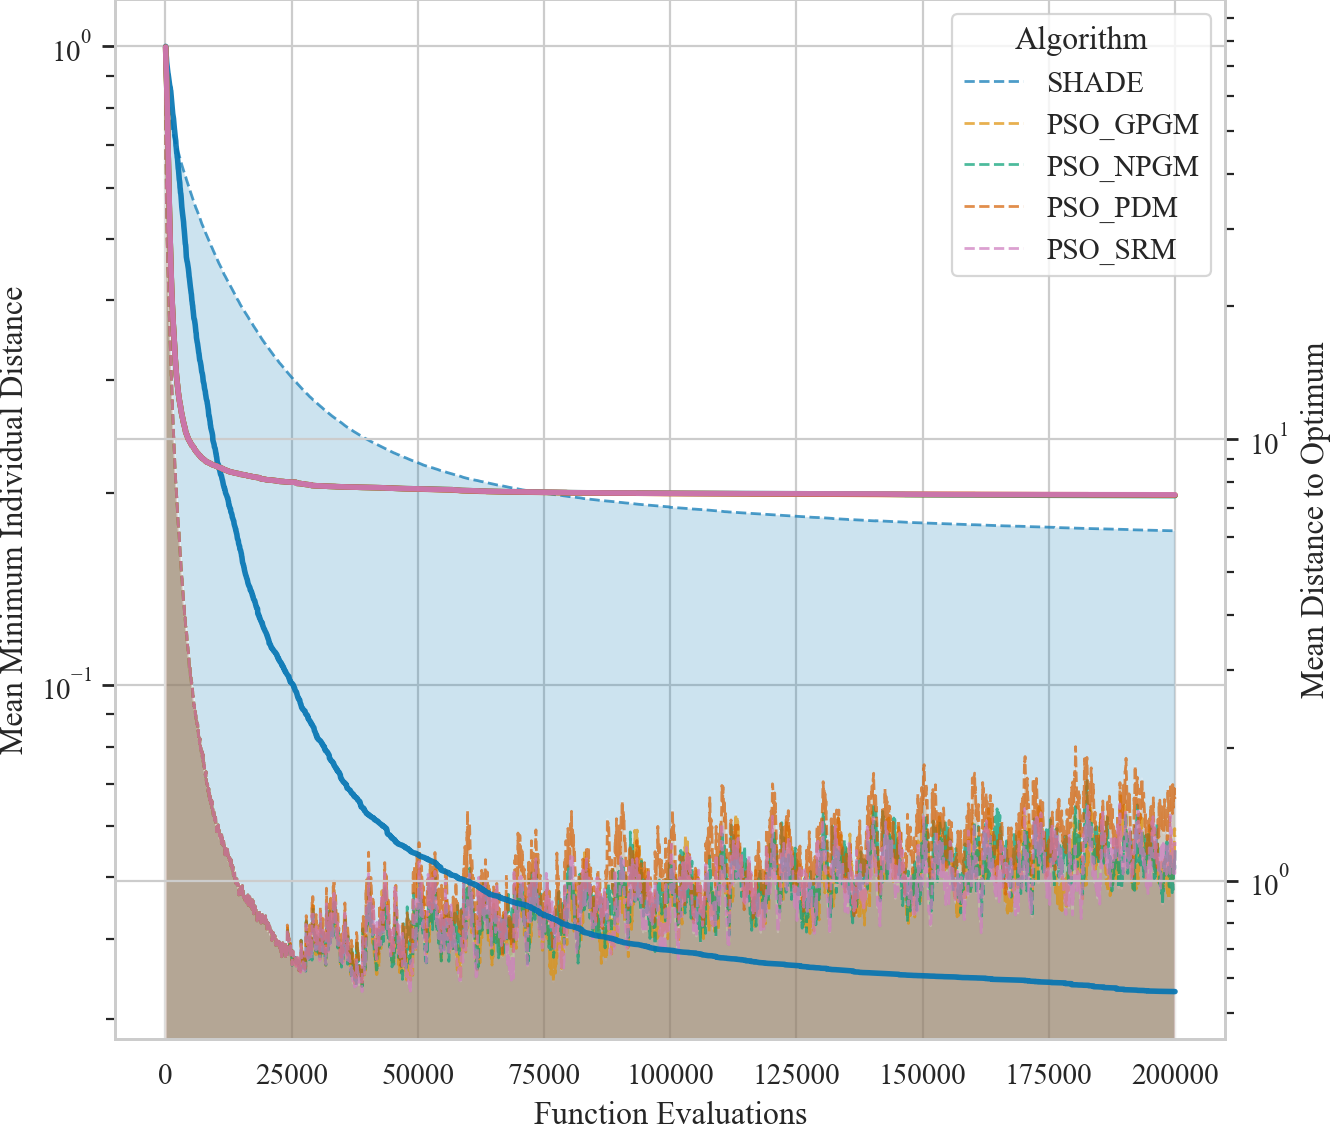 Algorithm
SHADE
PSO_GPGM
PSO_NPGM
PSO_PDM
PSO_SRM
10⁰
10⁻¹
Mean Minimum Individual Distance
10¹
10⁰
Mean Distance to Optimum
0 25000 50000 75000 100000 125000 150000 175000 200000
Function Evaluations